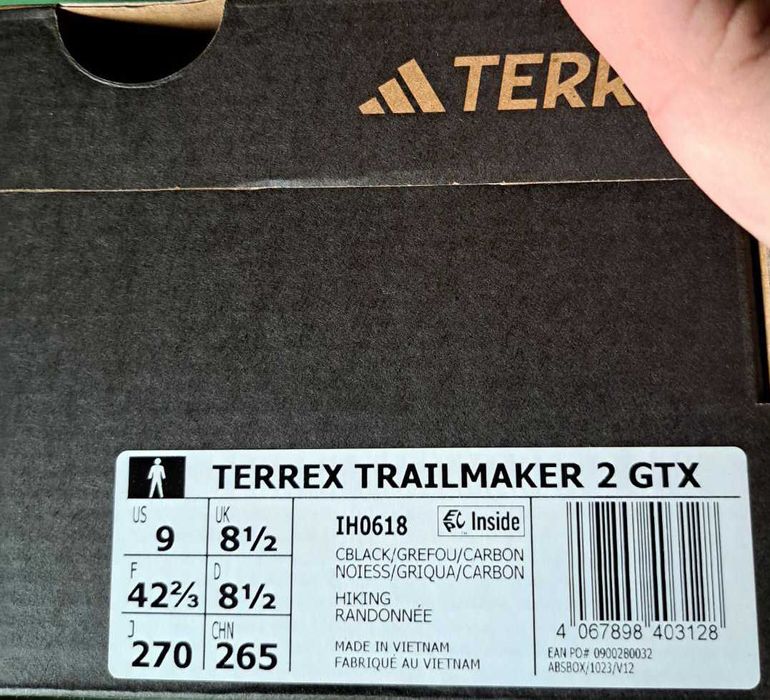 TERREX TRAILMAKER 2 GTX
US 9
UK 8½
F 42⅔
D 8½
J 270
CHN 265
IH0618
Inside
CBLACK/GREFOU/CARBON
NOIESS/GRIQUA/CARBON
HIKING
RANDONNÉE
MADE IN VIETNAM
FABRIQUÉ AU VIETNAM
4 067898 403128
EAN PO# 0900280032
ABSBOX/1023/V12